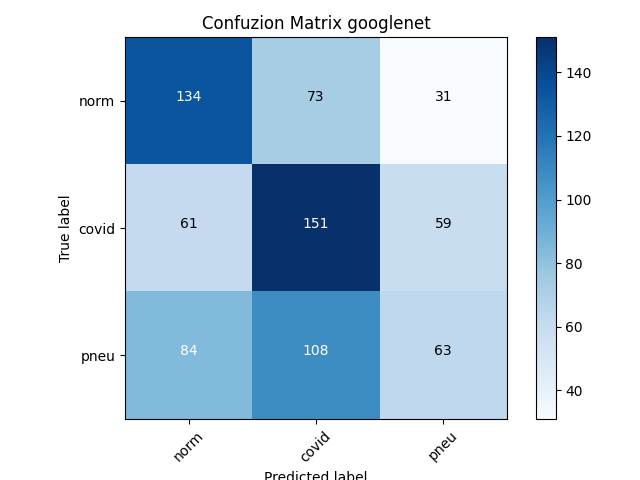 Confuzion Matrix googlenet
norm 134 73 31
covid 61 151 59
pneu 84 108 63
norm covid pneu
True label
Predicted label
140
120
100
80
60
40